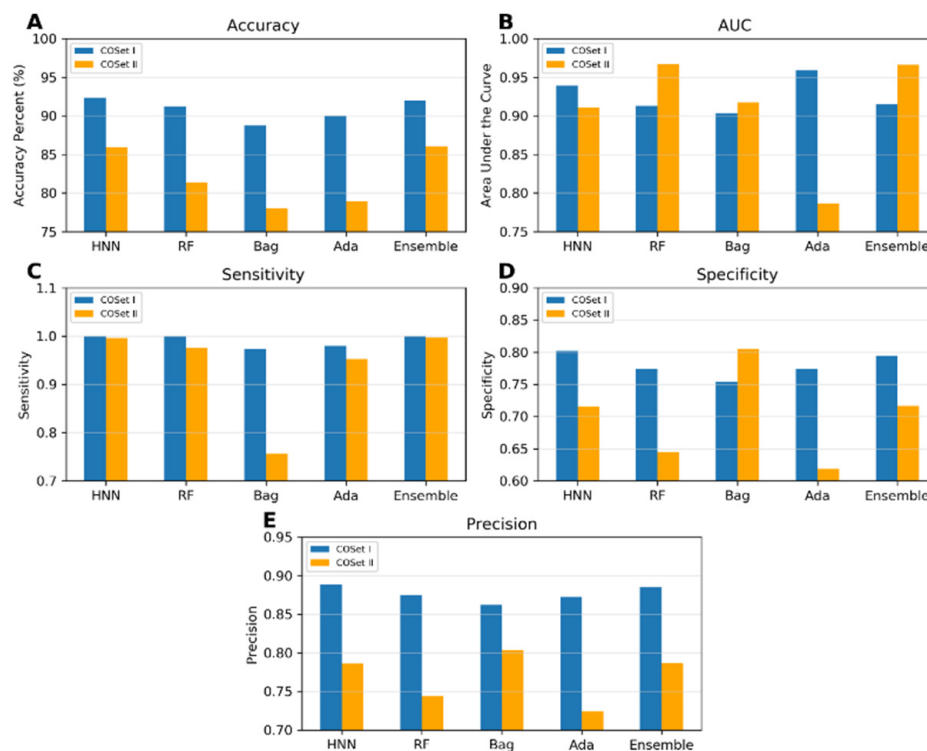 A
Accuracy
Accuracy Percent (%)
100
95
90
85
80
75
COSet I
COSet II
HNN RF Bag Ada Ensemble
B
AUC
Area Under the Curve
1.00
0.95
0.90
0.85
0.80
0.75
COSet I
COSet II
HNN RF Bag Ada Ensemble
C
Sensitivity
Sensitivity
1.1
1.0
0.9
0.8
0.7
COSet I
COSet II
HNN RF Bag Ada Ensemble
D
Specificity
Specificity
0.90
0.85
0.80
0.75
0.70
0.65
0.60
COSet I
COSet II
HNN RF Bag Ada Ensemble
E
Precision
Precision
0.95
0.90
0.85
0.80
0.75
0.70
COSet I
COSet II
HNN RF Bag Ada Ensemble